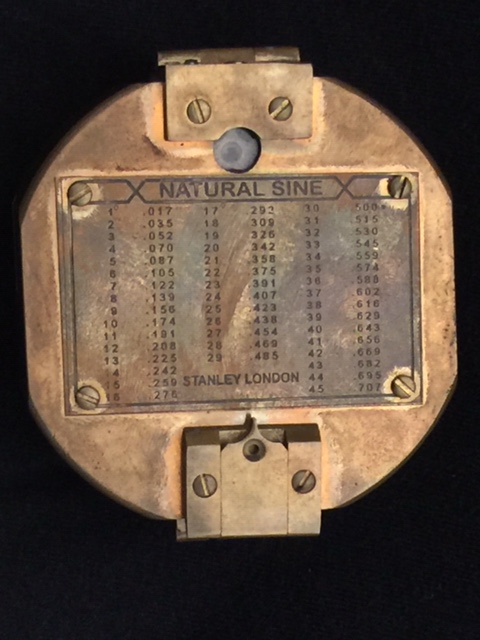 NATURAL SINE
1 .017 17 .292 30 .500
2 .035 18 .309 31 .515
3 .052 19 .326 32 .530
4 .070 20 .342 33 .545
5 .087 21 .358 34 .559
6 .105 22 .375 35 .574
7 .122 23 .391 36 .588
8 .139 24 .407 37 .602
9 .156 25 .423 38 .616
10 .174 26 .438 39 .629
11 .191 27 .454 40 .643
12 .208 28 .469 41 .656
13 .225 29 .485 42 .669
14 .242 43 .682
15 .259 STANLEY LONDON 44 .695
16 .276 45 .707